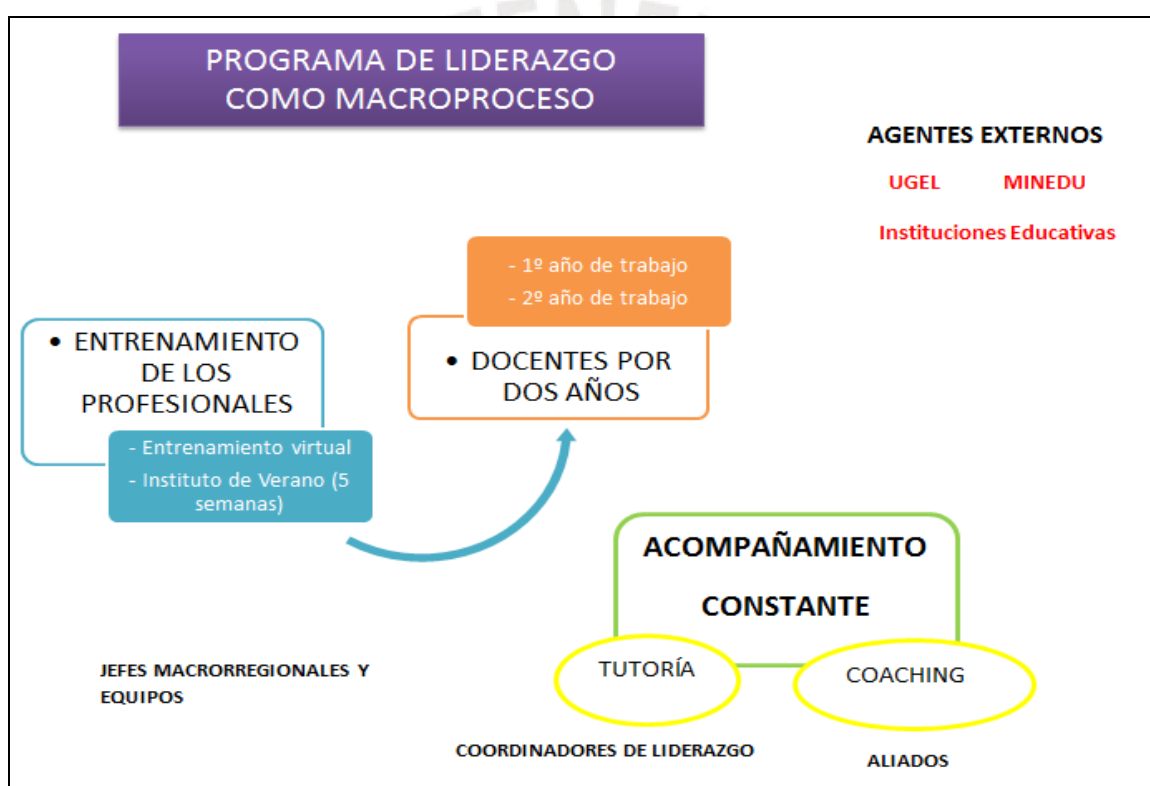 PROGRAMA DE LIDERAZGO
COMO MACROPROCESO
AGENTES EXTERNOS
UGEL MINEDU
Instituciones Educativas
- 1º año de trabajo
- 2º año de trabajo
• DOCENTES POR
DOS AÑOS
• ENTRENAMIENTO
DE LOS
PROFESIONALES
- Entrenamiento virtual
- Instituto de Verano (5
semanas)
ACOMPAÑAMIENTO
CONSTANTE
TUTORÍA
COACHING
JEFES MACRORREGIONALES Y
EQUIPOS
COORDINADORES DE LIDERAZGO
ALIADOS